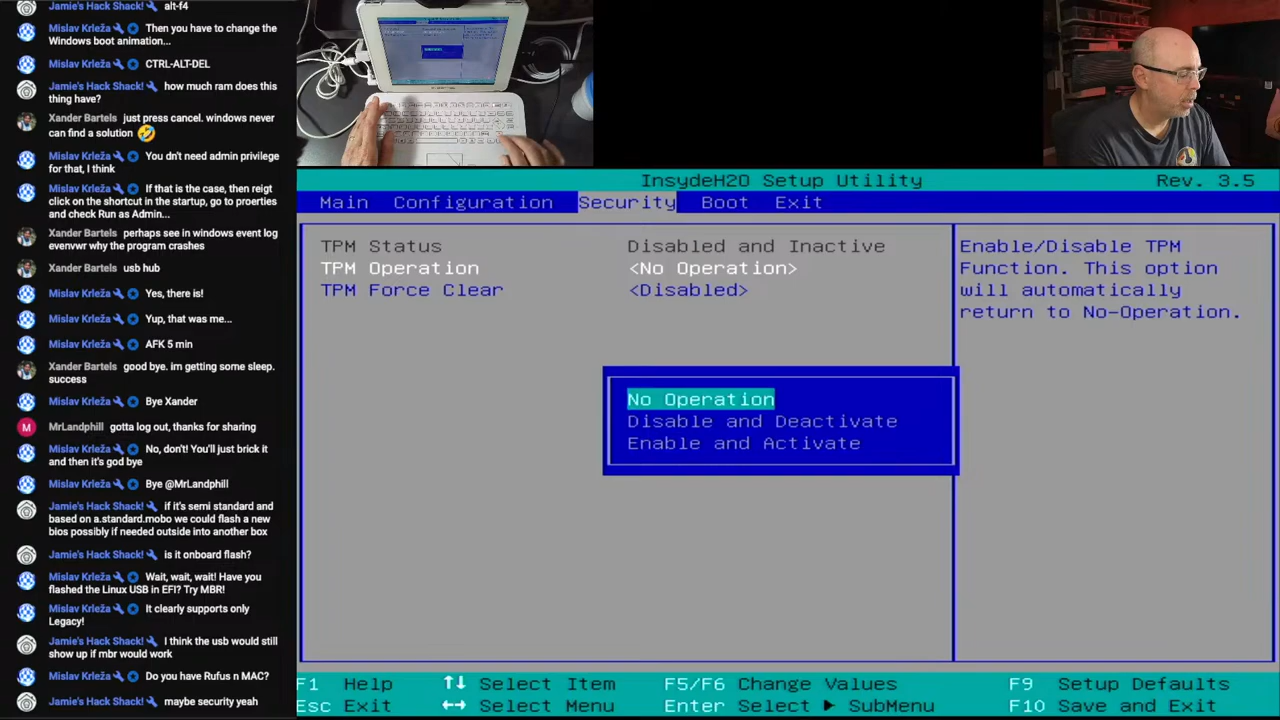 Jamie's Hack Shack! alt-f4
Mislav Krleža Then you have to change the
Windows boot animation...
Mislav Krleža CTRL-ALT-DEL
Jamie's Hack Shack! how much ram does this
thing have?
Xander Bartels just press cancel. windows never
can find a solution 🤣
Mislav Krleža You dn't need admin privilege
for that, I think
Mislav Krleža If that is the case, then reigt
click on the shortcut in the startup, go to proerties
and check Run as Admin...
Xander Bartels perhaps see in windows event log
evenvwr why the program crashes
Xander Bartels usb hub
Mislav Krleža Yes, there is!
Mislav Krleža Yup, that was me...
Mislav Krleža AFK 5 min
Xander Bartels good bye. im getting some sleep.
success
Mislav Krleža Bye Xander
M MrLandphill gotta log out, thanks for sharing
Mislav Krleža No, don't! You'll just brick it
and then it's god bye
Mislav Krleža Bye @MrLandphill
Jamie's Hack Shack! if it's semi standard and
based on a.standard.mobo we could flash a new
bios possibly if needed outside into another box
Jamie's Hack Shack! is it onboard flash?
Mislav Krleža Wait, wait, wait! Have you
flashed the Linux USB in EFI? Try MBR!
Mislav Krleža It clearly supports only
Legacy!
Jamie's Hack Shack! I think the usb would still
show up if mbr would work
Mislav Krleža Do you have Rufus n MAC?
Jamie's Hack Shack! maybe security yeah
InsydeH2O Setup Utility Rev. 3.5
Main Configuration Security Boot Exit
TPM Status Disabled and Inactive
TPM Operation <No Operation>
TPM Force Clear <Disabled>
Enable/Disable TPM
Function. This option
will automatically
return to No-Operation.
No Operation
Disable and Deactivate
Enable and Activate
F1 Help ↑↓ Select Item F5/F6 Change Values F9 Setup Defaults
Esc Exit ↔ Select Menu Enter Select ▶ SubMenu F10 Save and Exit